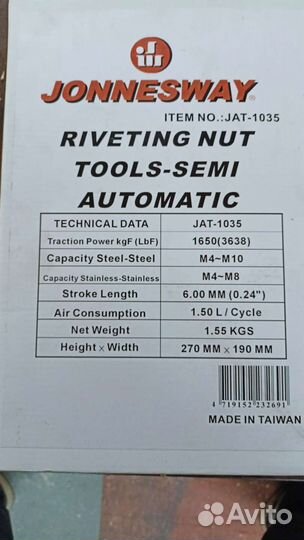 JONNESWAY®
ITEM NO.:JAT-1035
RIVETING NUT
TOOLS-SEMI
AUTOMATIC
TECHNICAL DATA JAT-1035
Traction Power kgF (LbF) 1650(3638)
Capacity Steel-Steel M4~M10
Capacity Stainless-Stainless M4~M8
Stroke Length 6.00 MM (0.24")
Air Consumption 1.50 L / Cycle
Net Weight 1.55 KGS
Height × Width 270 MM × 190 MM
4 719152 232691
MADE IN TAIWAN
Avito